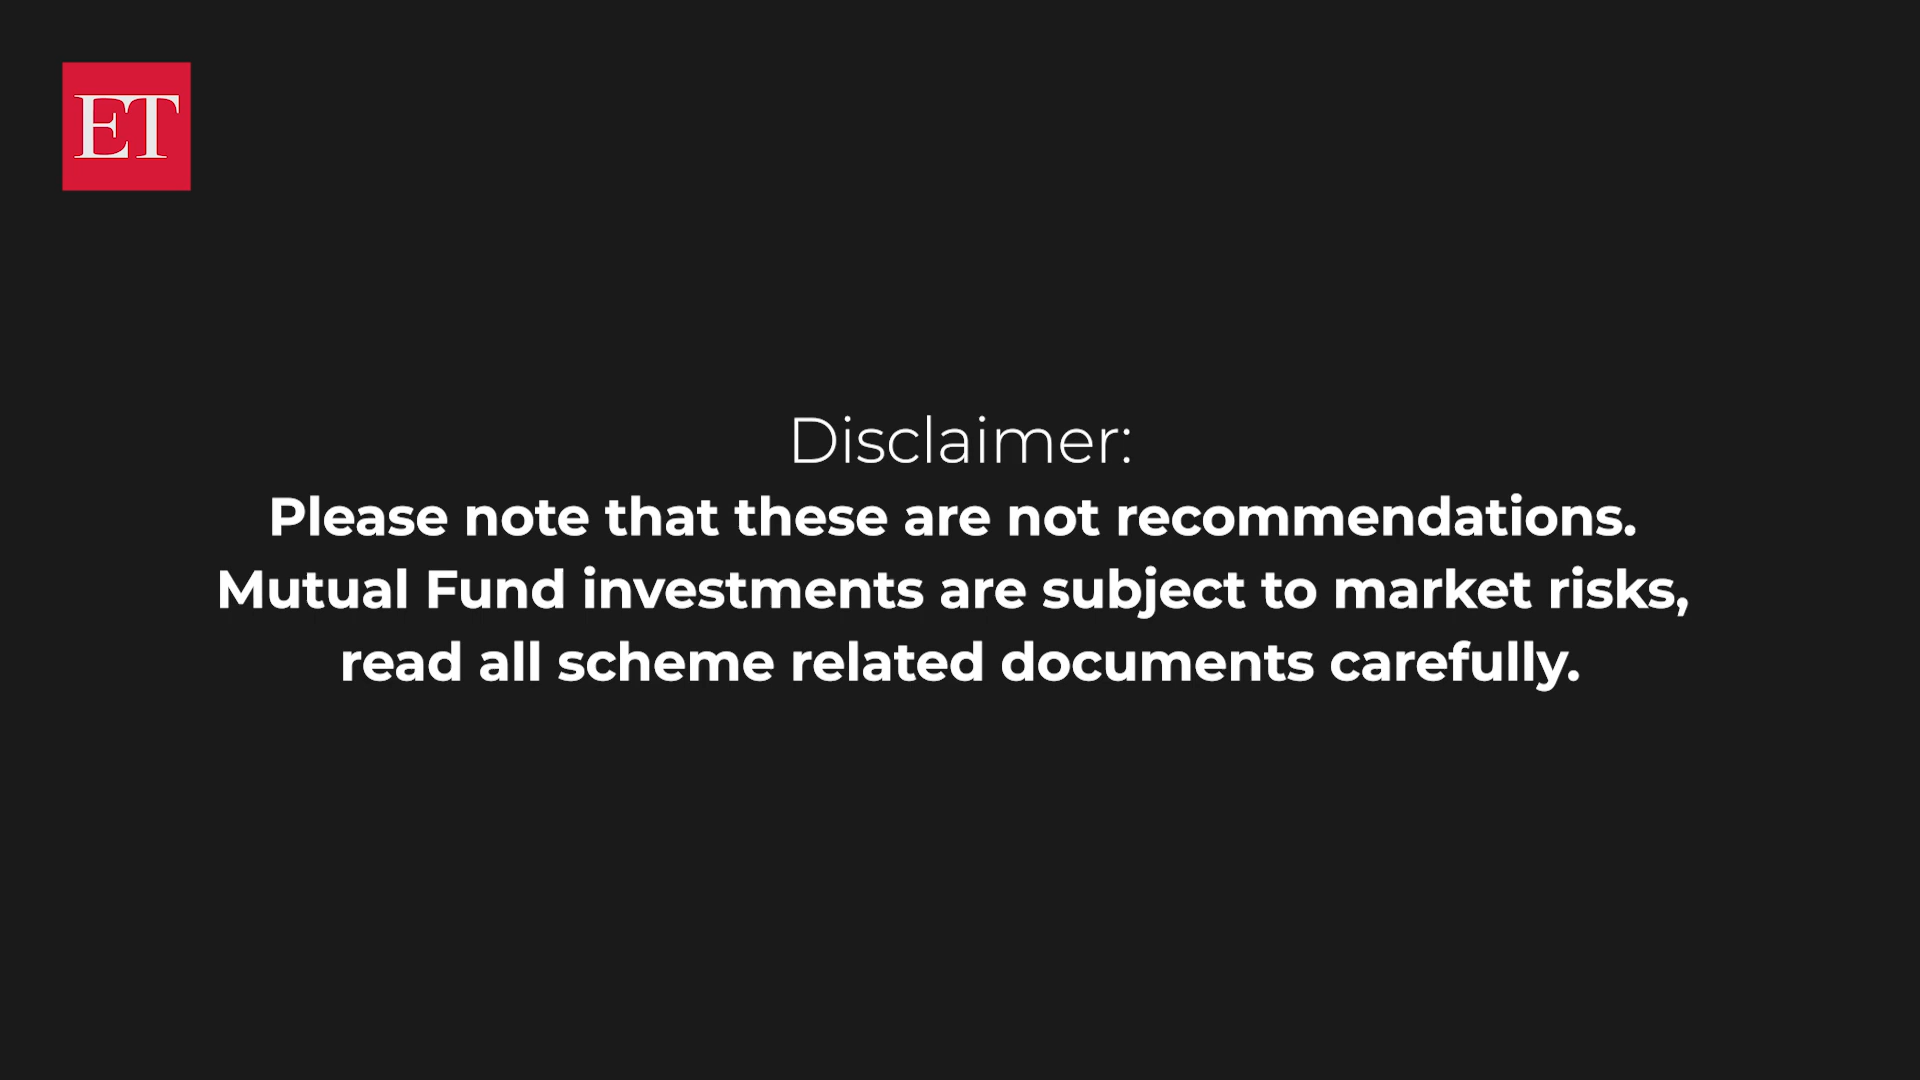 ET
Disclaimer:
Please note that these are not recommendations.
Mutual Fund investments are subject to market risks,
read all scheme related documents carefully.